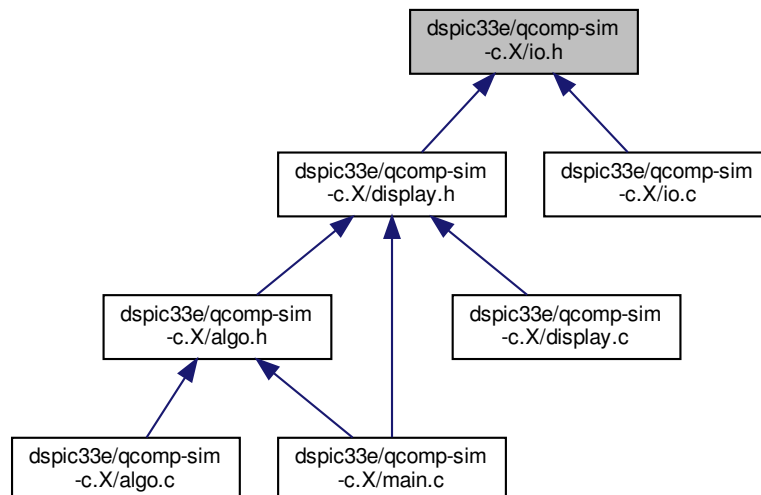 dspic33e/qcomp-sim
-c.X/io.h
dspic33e/qcomp-sim
-c.X/display.h
dspic33e/qcomp-sim
-c.X/io.c
dspic33e/qcomp-sim
-c.X/algo.h
dspic33e/qcomp-sim
-c.X/display.c
dspic33e/qcomp-sim
-c.X/algo.c
dspic33e/qcomp-sim
-c.X/main.c